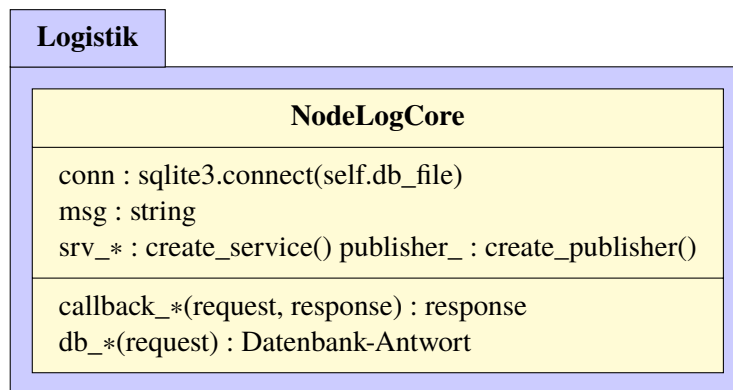 Logistik
NodeLogCore
conn : sqlite3.connect(self.db_file)
msg : string
srv_* : create_service() publisher_ : create_publisher()
callback_*(request, response) : response
db_*(request) : Datenbank-Antwort